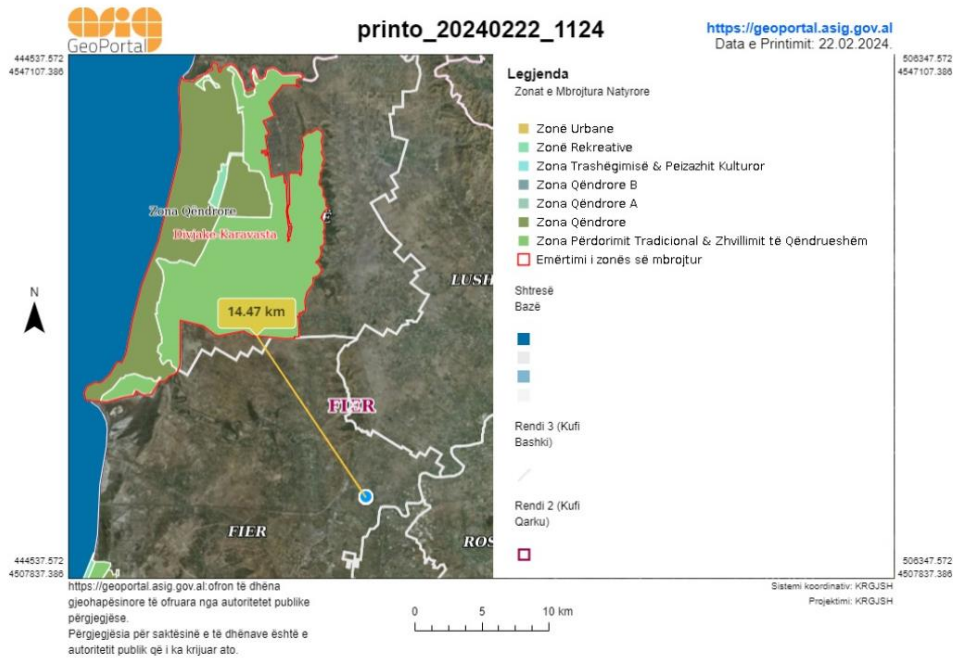 asig
GeoPortal
printo_20240222_1124
https://geoportal.asig.gov.al
Data e Printimit: 22.02.2024.
444537.572
4547107.386
506347.572
4547107.386
Legjenda
Zonat e Mbrojtura Natyrore
Zonë Urbane
Zonë Rekreative
Zona Trashëgimisë & Peizazhit Kulturor
Zona Qëndrore B
Zona Qëndrore A
Zona Qëndrore
Zona Përdorimit Tradicional & Zhvillimit të Qëndrueshëm
Emërtimi i zonës së mbrojtur
Shtresë
Bazë
Rendi 3 (Kufi
Bashki)
Rendi 2 (Kufi
Qarku)
Zona Qëndrore
Divjakë-Karavasta
Ë
LUSH
N
14.47 km
FIER
FIER
ROS
444537.572
4507837.386
506347.572
4507837.386
https://geoportal.asig.gov.al:ofron të dhëna
gjeohapësinore të ofruara nga autoritetet publike
përgjegjëse.
Përgjegjësia për saktësinë e të dhënave është e
autoritetit publik që i ka krijuar ato.
0 5 10 km
Sistemi koordinativ: KRGJSH
Projektimi: KRGJSH